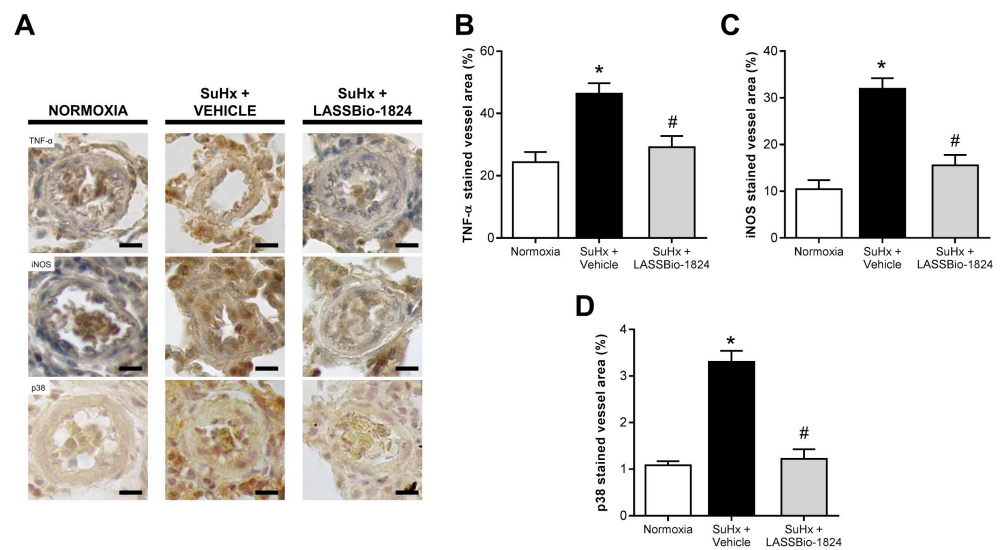 A
NORMOXIA
SuHx +
VEHICLE
SuHx +
LASSBio-1824
TNF-α
iNOS
p38
B
TNF-α stained vessel area (%)
60
40
20
0
*
#
Normoxia
SuHx +
Vehicle
SuHx +
LASSBio-1824
C
iNOS stained vessel area (%)
40
30
20
10
0
*
#
Normoxia
SuHx +
Vehicle
SuHx +
LASSBio-1824
D
p38 stained vessel area (%)
4
3
2
1
0
*
#
Normoxia
SuHx +
Vehicle
SuHx +
LASSBio-1824